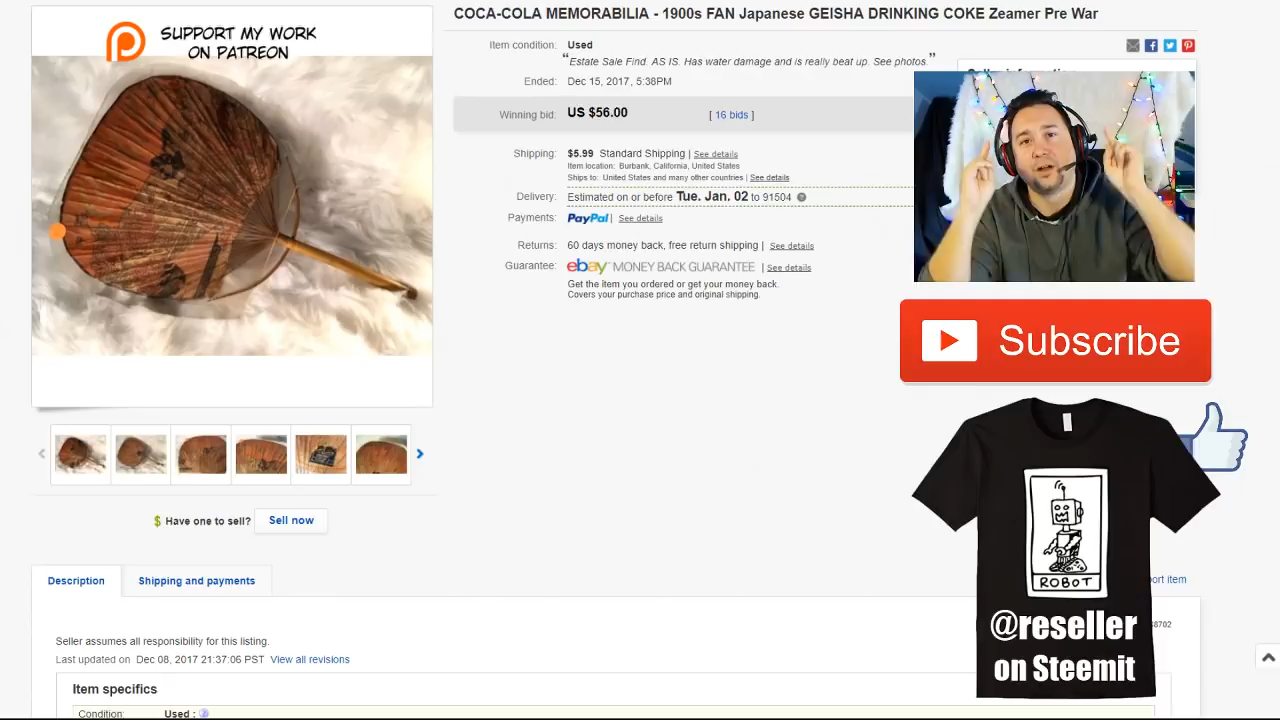 SUPPORT MY WORK
ON PATREON
COCA-COLA MEMORABILIA - 1900s FAN Japanese GEISHA DRINKING COKE Zeamer Pre War
Item condition: Used
“Estate Sale Find. AS IS. Has water damage and is really beat up. See photos.”
Ended: Dec 15, 2017, 5:38PM
Winning bid: US $56.00 [ 16 bids ]
Shipping: $5.99 Standard Shipping | See details
Item location: Burbank, California, United States
Ships to: United States and many other countries | See details
Delivery: Estimated on or before Tue. Jan. 02 to 91504
Payments: PayPal | See details
Returns: 60 days money back, free return shipping | See details
Guarantee: ebay MONEY BACK GUARANTEE | See details
Get the item you ordered or get your money back.
Covers your purchase price and original shipping.
Subscribe
$ Have one to sell? Sell now
Description
Shipping and payments
ort item
ROBOT
@reseller
on Steemit
8702
Seller assumes all responsibility for this listing.
Last updated on Dec 08, 2017 21:37:06 PST View all revisions
Item specifics
Condition: Used :